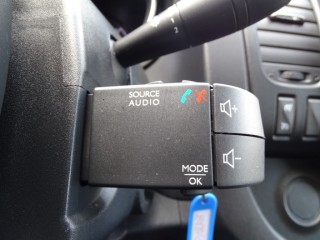 SOURCE
AUDIO
+
-
MODE
OK